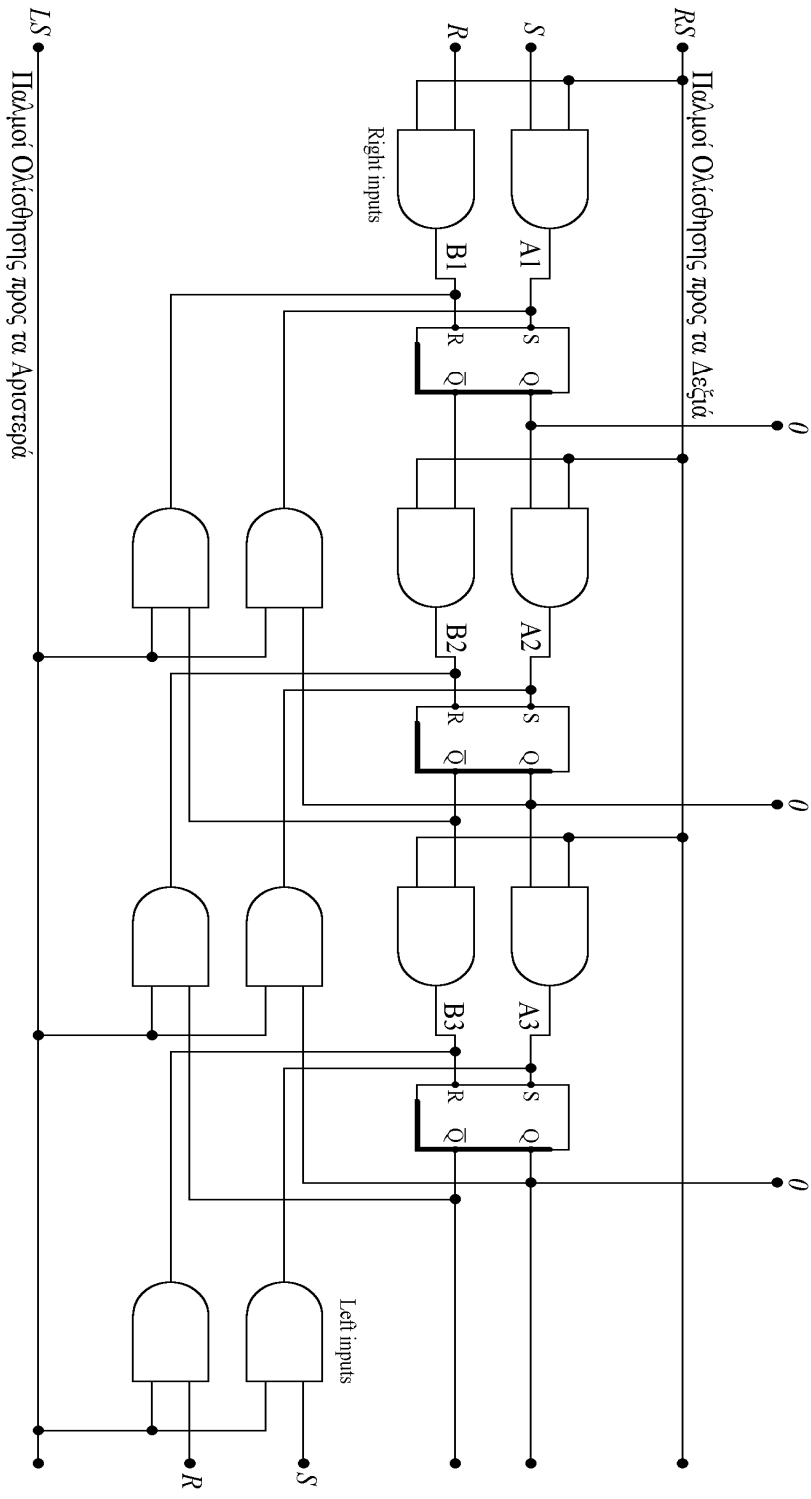 0 0 0
Παλμοί Ολίσθησης προς τα Δεξιά
RS
S A1 S Q A2 S Q A3 S Q
R B1 R Q̅ B2 R Q̅ B3 R Q̅
Right inputs
Left inputs
S
R
LS
Παλμοί Ολίσθησης προς τα Αριστερά